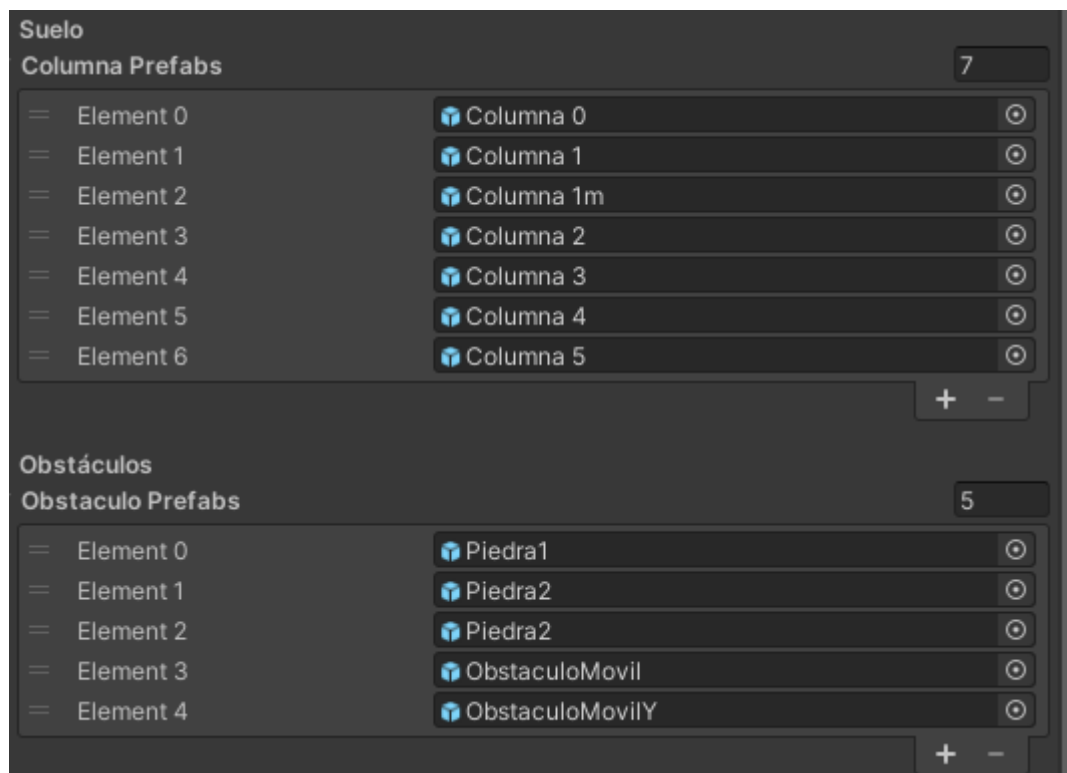 Suelo
Columna Prefabs 7
Element 0 Columna 0
Element 1 Columna 1
Element 2 Columna 1m
Element 3 Columna 2
Element 4 Columna 3
Element 5 Columna 4
Element 6 Columna 5
+ −
Obstáculos
Obstaculo Prefabs 5
Element 0 Piedra1
Element 1 Piedra2
Element 2 Piedra2
Element 3 ObstaculoMovil
Element 4 ObstaculoMovilY
+ −